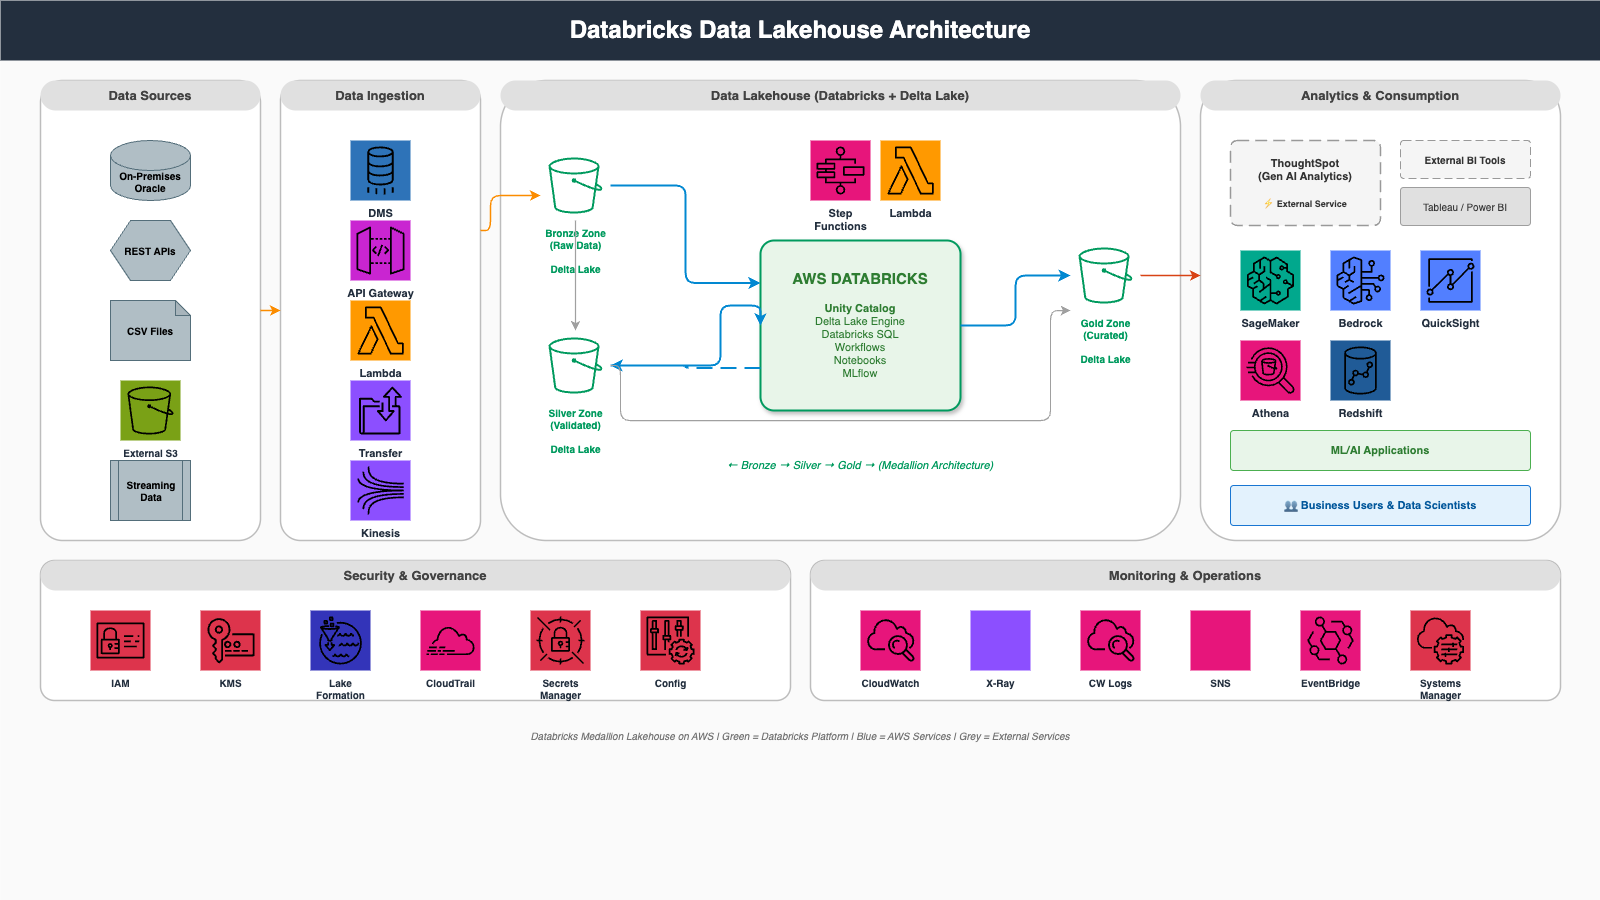 Databricks Data Lakehouse Architecture
Data Sources
On-Premises
Oracle
REST APIs
CSV Files
External S3
Streaming
Data
Data Ingestion
DMS
API Gateway
Lambda
Transfer
Kinesis
Data Lakehouse (Databricks + Delta Lake)
Bronze Zone
(Raw Data)
Delta Lake
Silver Zone
(Validated)
Delta Lake
Step
Functions
Lambda
AWS DATABRICKS
Unity Catalog
Delta Lake Engine
Databricks SQL
Workflows
Notebooks
MLflow
Gold Zone
(Curated)
Delta Lake
← Bronze → Silver → Gold → (Medallion Architecture)
Analytics & Consumption
ThoughtSpot
(Gen AI Analytics)
⚡ External Service
External BI Tools
Tableau / Power BI
SageMaker
Bedrock
QuickSight
Athena
Redshift
ML/AI Applications
👥 Business Users & Data Scientists
Security & Governance
IAM
KMS
Lake
Formation
CloudTrail
Secrets
Manager
Config
Monitoring & Operations
CloudWatch
X-Ray
CW Logs
SNS
EventBridge
Systems
Manager
Databricks Medallion Lakehouse on AWS | Green = Databricks Platform | Blue = AWS Services | Grey = External Services